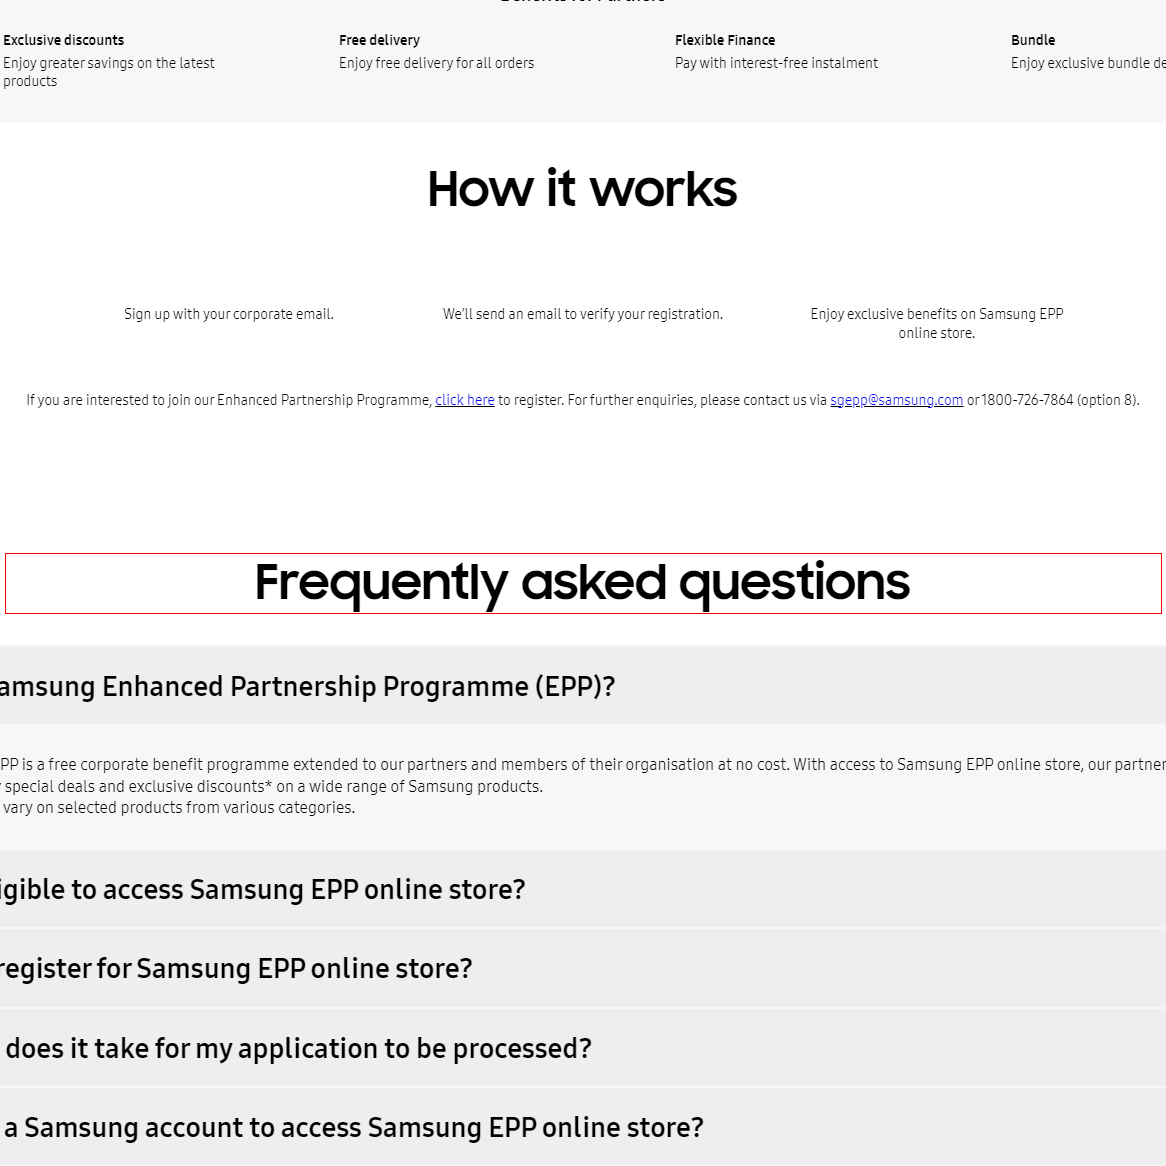 Benefits for Partners
Exclusive discounts
Enjoy greater savings on the latest
products
Free delivery
Enjoy free delivery for all orders
Flexible Finance
Pay with interest-free instalment
Bundle
Enjoy exclusive bundle de
How it works
Sign up with your corporate email.
We'll send an email to verify your registration.
Enjoy exclusive benefits on Samsung EPP
online store.
If you are interested to join our Enhanced Partnership Programme, click here to register. For further enquiries, please contact us via sgepp@samsung.com or 1800-726-7864 (option 8).
Frequently asked questions
amsung Enhanced Partnership Programme (EPP)?
PP is a free corporate benefit programme extended to our partners and members of their organisation at no cost. With access to Samsung EPP online store, our partner
special deals and exclusive discounts* on a wide range of Samsung products.
vary on selected products from various categories.
igible to access Samsung EPP online store?
register for Samsung EPP online store?
does it take for my application to be processed?
a Samsung account to access Samsung EPP online store?